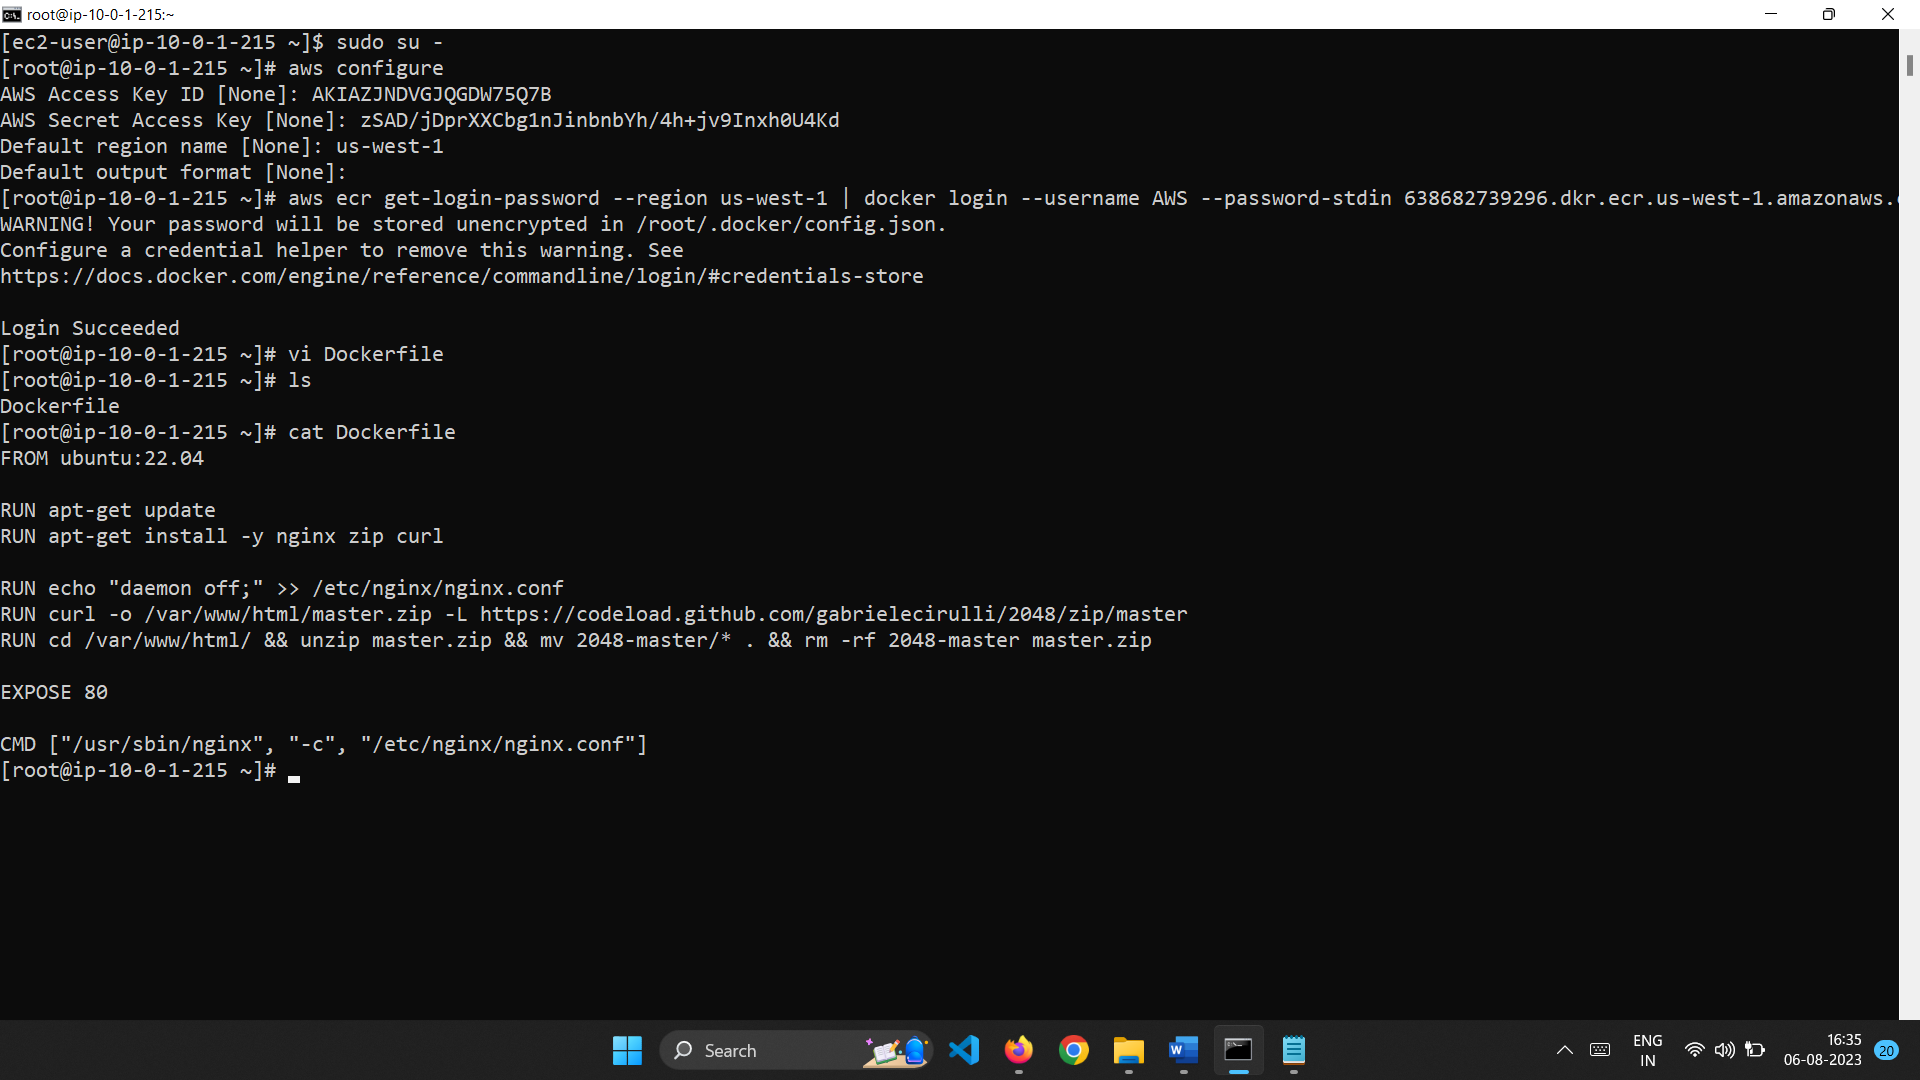 root@ip-10-0-1-215:~
[ec2-user@ip-10-0-1-215 ~]$ sudo su -
[root@ip-10-0-1-215 ~]# aws configure
AWS Access Key ID [None]: AKIAZJNDVGJQGDW75Q7B
AWS Secret Access Key [None]: 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
Default region name [None]: us-west-1
Default output format [None]:
[root@ip-10-0-1-215 ~]# aws ecr get-login-password --region us-west-1 | docker login --username AWS --password-stdin 638682739296.dkr.ecr.us-west-1.amazonaws.
WARNING! Your password will be stored unencrypted in /root/.docker/config.json.
Configure a credential helper to remove this warning. See
https://docs.docker.com/engine/reference/commandline/login/#credentials-store
Login Succeeded
[root@ip-10-0-1-215 ~]# vi Dockerfile
[root@ip-10-0-1-215 ~]# ls
Dockerfile
[root@ip-10-0-1-215 ~]# cat Dockerfile
FROM ubuntu:22.04
RUN apt-get update
RUN apt-get install -y nginx zip curl
RUN echo "daemon off;" >> /etc/nginx/nginx.conf
RUN curl -o /var/www/html/master.zip -L https://codeload.github.com/gabrielecirulli/2048/zip/master
RUN cd /var/www/html/ && unzip master.zip && mv 2048-master/* . && rm -rf 2048-master master.zip
EXPOSE 80
CMD ["/usr/sbin/nginx", "-c", "/etc/nginx/nginx.conf"]
[root@ip-10-0-1-215 ~]#
Search
ENG
IN
16:35
06-08-2023
20